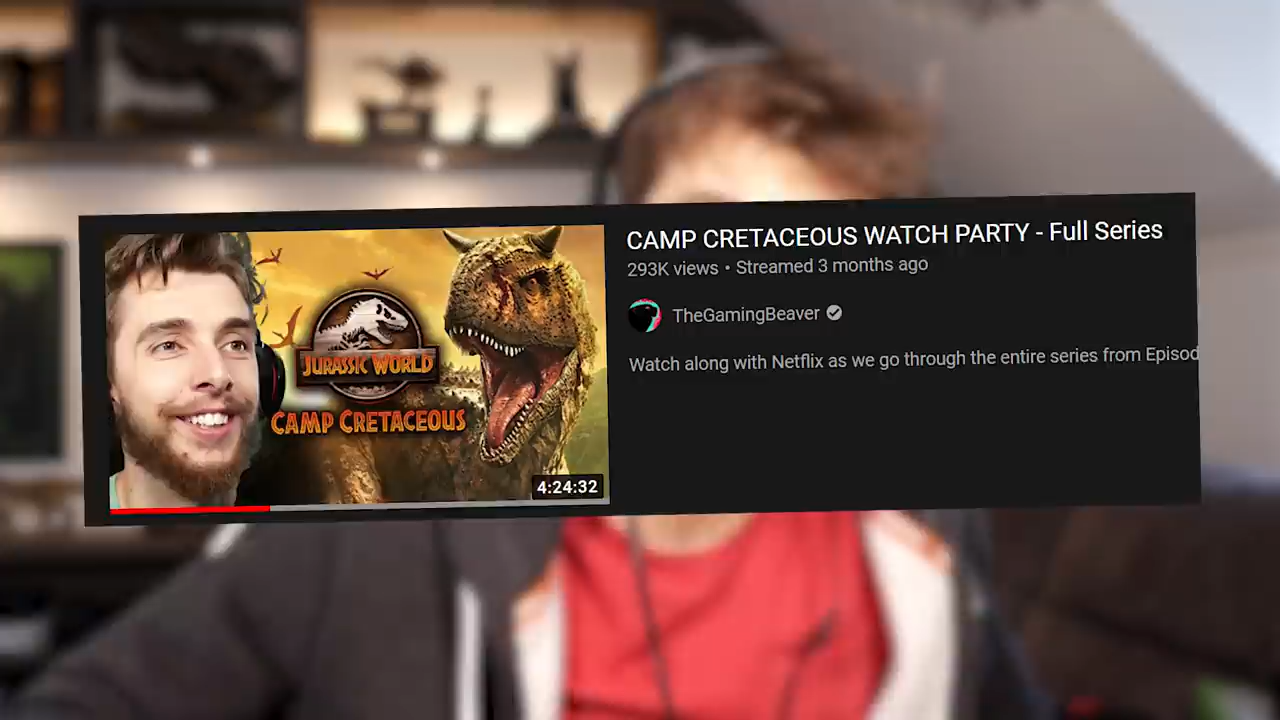 CAMP CRETACEOUS WATCH PARTY - Full Series
293K views • Streamed 3 months ago
TheGamingBeaver
Watch along with Netflix as we go through the entire series from Episod
JURASSIC WORLD
CAMP CRETACEOUS
4:24:32